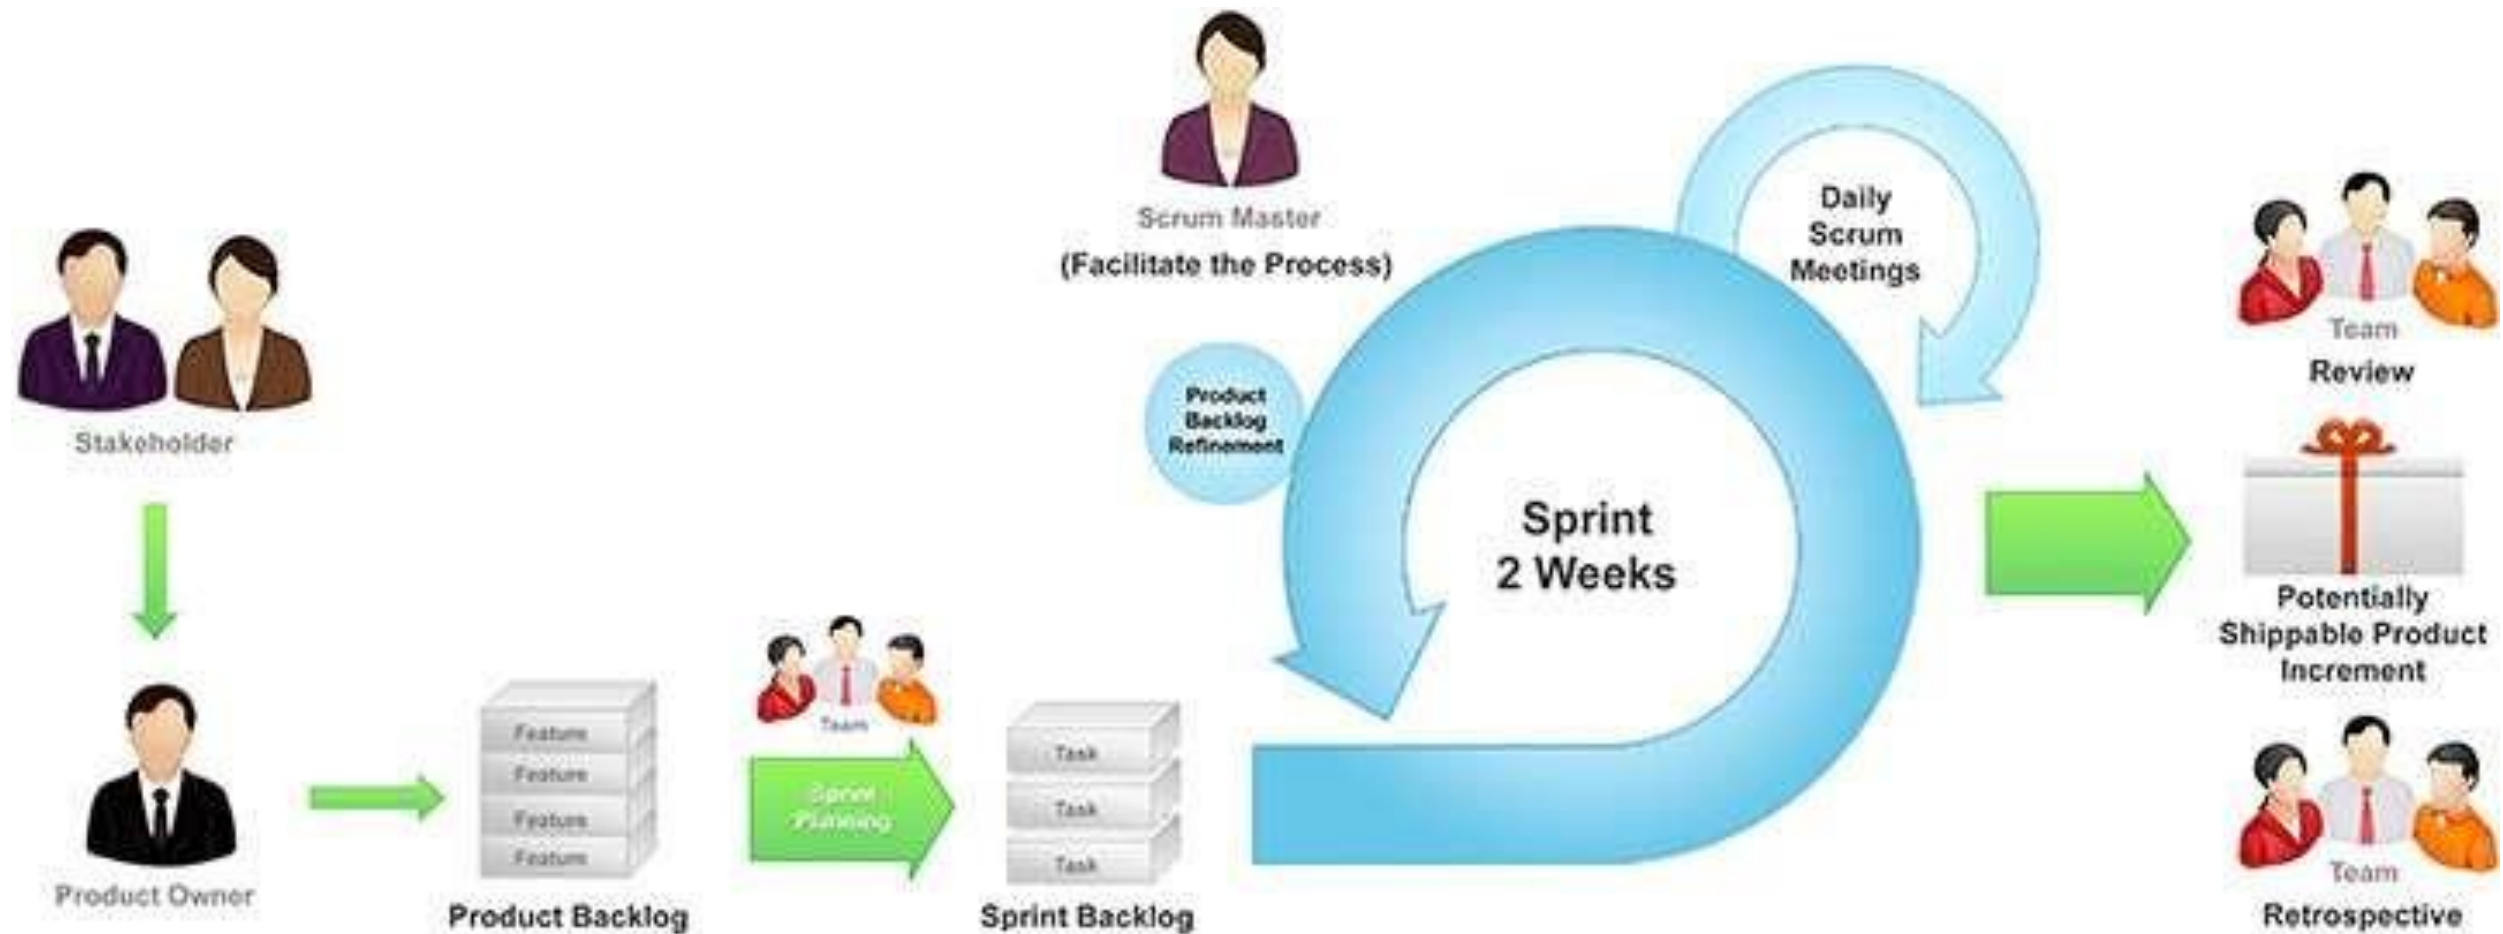 Stakeholder
Product Owner
Feature
Feature
Feature
Feature
Product Backlog
Team
Sprint
Planning
Task
Task
Task
Sprint Backlog
Scrum Master
(Facilitate the Process)
Product
Backlog
Refinement
Sprint
2 Weeks
Daily
Scrum
Meetings
Team
Review
Potentially
Shippable Product
Increment
Team
Retrospective